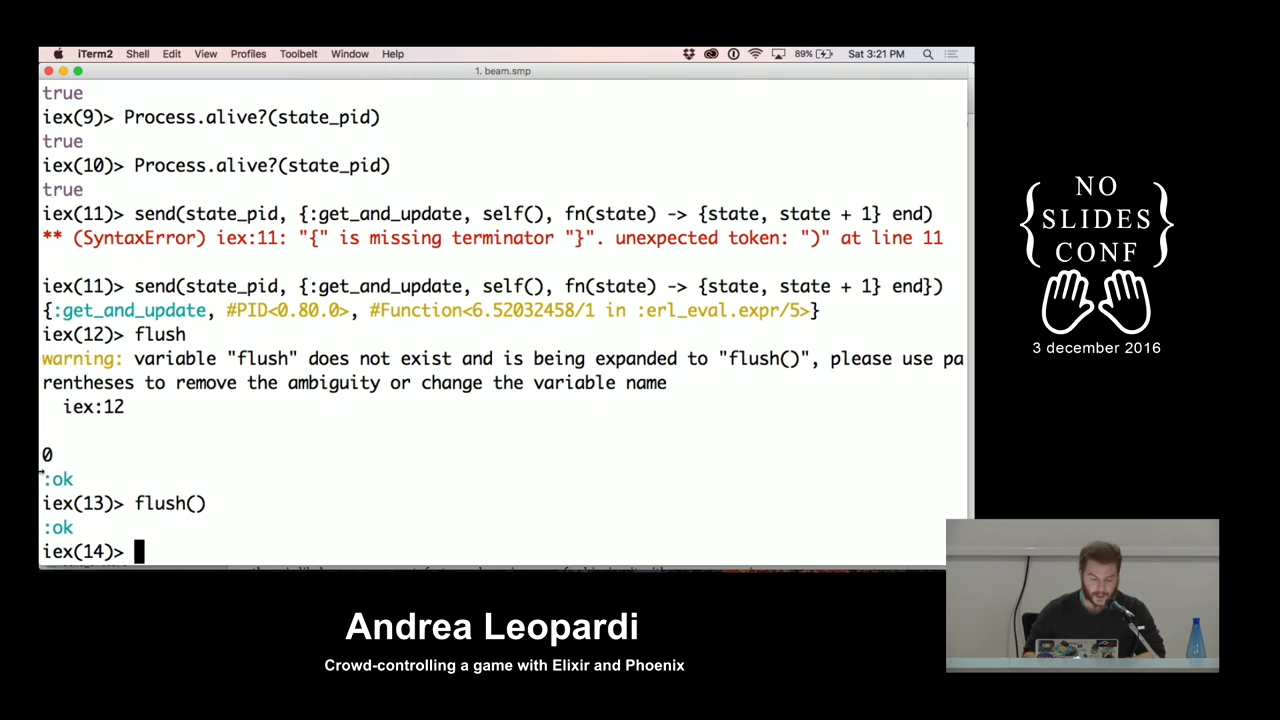 iTerm2 Shell Edit View Profiles Toolbelt Window Help 89% Sat 3:21 PM
1. beam.smp
true
iex(9)> Process.alive?(state_pid)
true
iex(10)> Process.alive?(state_pid)
true
iex(11)> send(state_pid, {:get_and_update, self(), fn(state) -> {state, state + 1} end)
** (SyntaxError) iex:11: "{" is missing terminator "}". unexpected token: ")" at line 11
iex(11)> send(state_pid, {:get_and_update, self(), fn(state) -> {state, state + 1} end})
{:get_and_update, #PID<0.80.0>, #Function<6.52032458/1 in :erl_eval.expr/5>}
iex(12)> flush
warning: variable "flush" does not exist and is being expanded to "flush()", please use pa
rentheses to remove the ambiguity or change the variable name
iex:12
0
:ok
iex(13)> flush()
:ok
iex(14)>
NO
SLIDES
CONF
3 december 2016
Andrea Leopardi
Crowd-controlling a game with Elixir and Phoenix